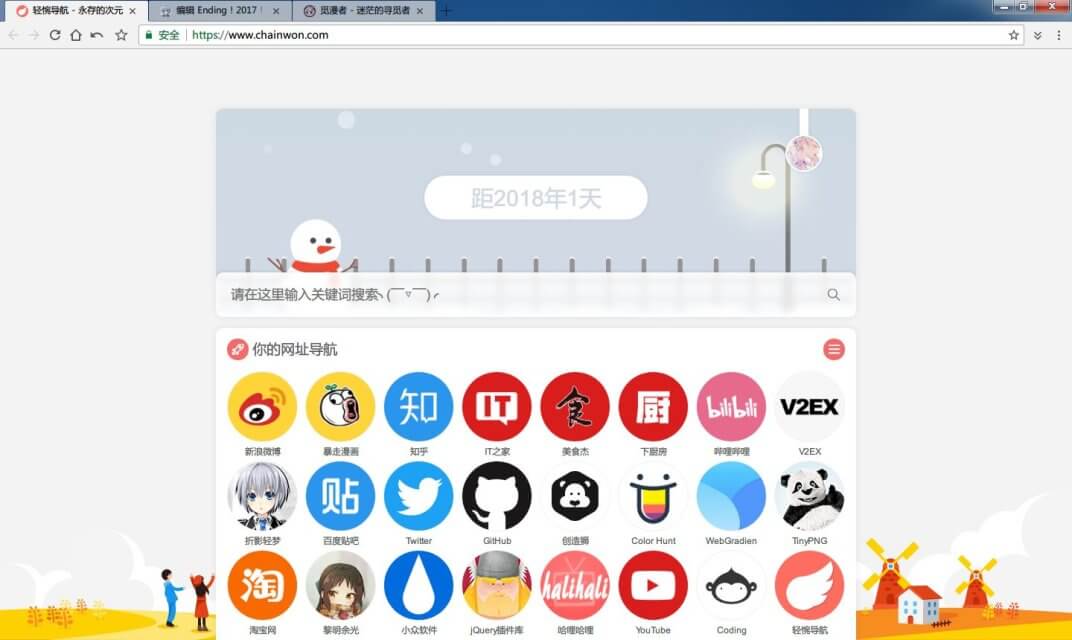 轻惋导航 - 永存的次元
编辑 Ending！2017！
觅漫者 - 迷茫的寻觅者
安全 https://www.chainwon.com
距2018年1天
请在这里输入关键词搜索ヽ(￣▽￣)ノ
你的网址导航
知 IT 食 厨 bilibili V2EX
新浪微博 暴走漫画 知乎 IT之家 美食杰 下厨房 哔哩哔哩 V2EX
贴
折影轻梦 百度贴吧 Twitter GitHub 创造狮 Color Hunt WebGradien TinyPNG
淘 halihali
淘宝网 黎明余光 小众软件 jQuery插件库 哈哩哈哩 YouTube Coding 轻惋导航